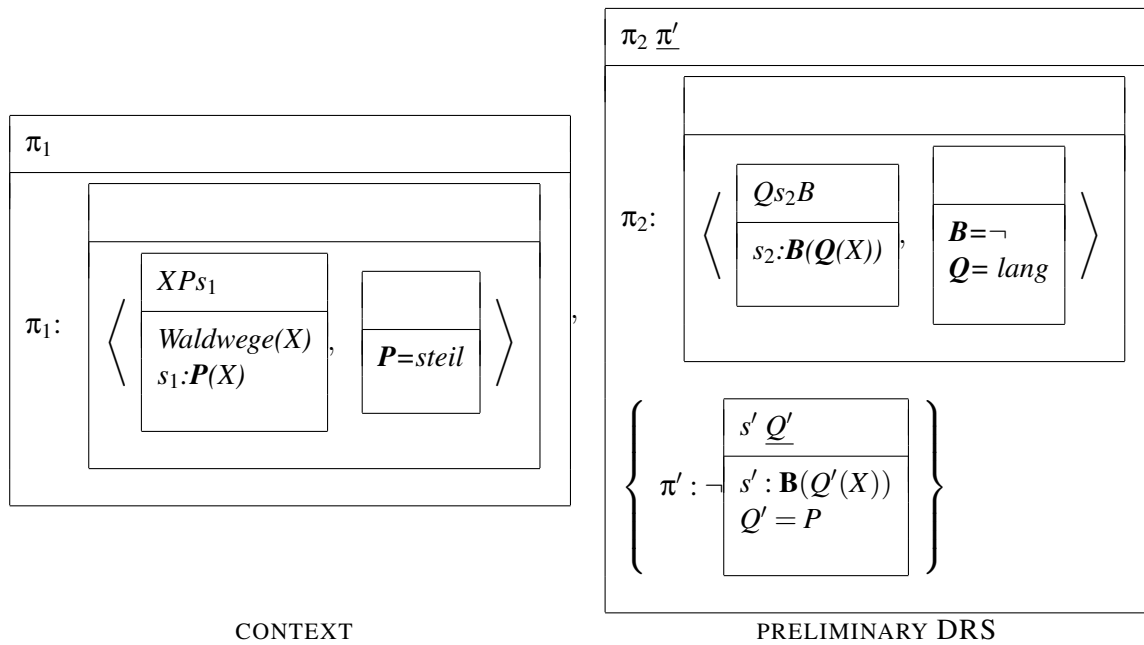 π₁
π₁:
⟨
XPs₁
Waldwege(X)
s₁:P(X)
,
P=steil
⟩
,
CONTEXT
π₂ π′
π₂:
⟨
Qs₂B
s₂:B(Q(X))
,
B=¬
Q= lang
⟩
{
π′ : ¬
s′ Q′
s′ : B(Q′(X))
Q′ = P
}
PRELIMINARY DRS